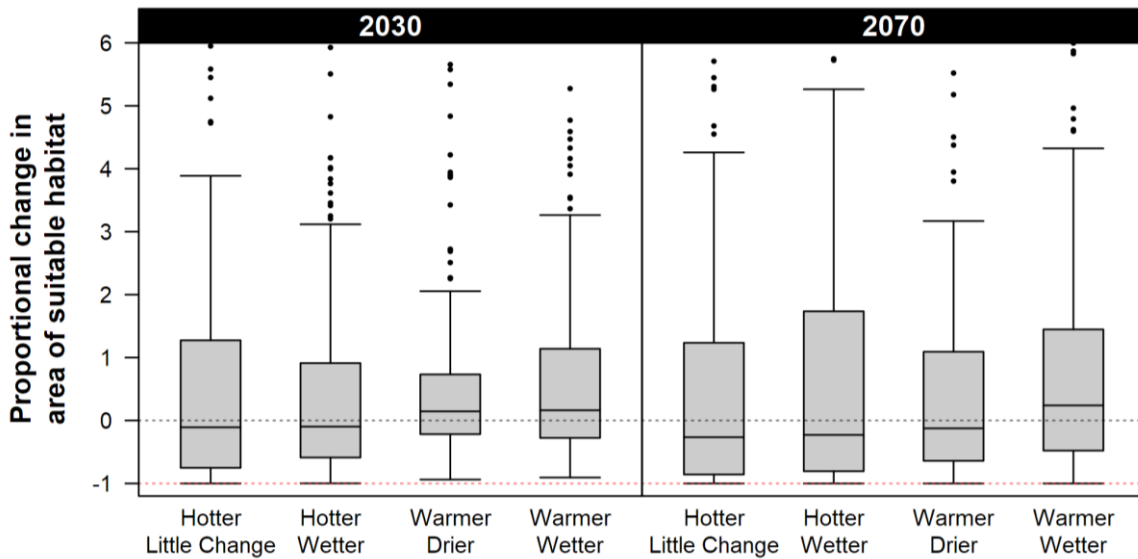 2030 2070
Proportional change in
area of suitable habitat
6
5
4
3
2
1
0
-1
Hotter Hotter Warmer Warmer Hotter Hotter Warmer Warmer
Little Change Wetter Drier Wetter Little Change Wetter Drier Wetter